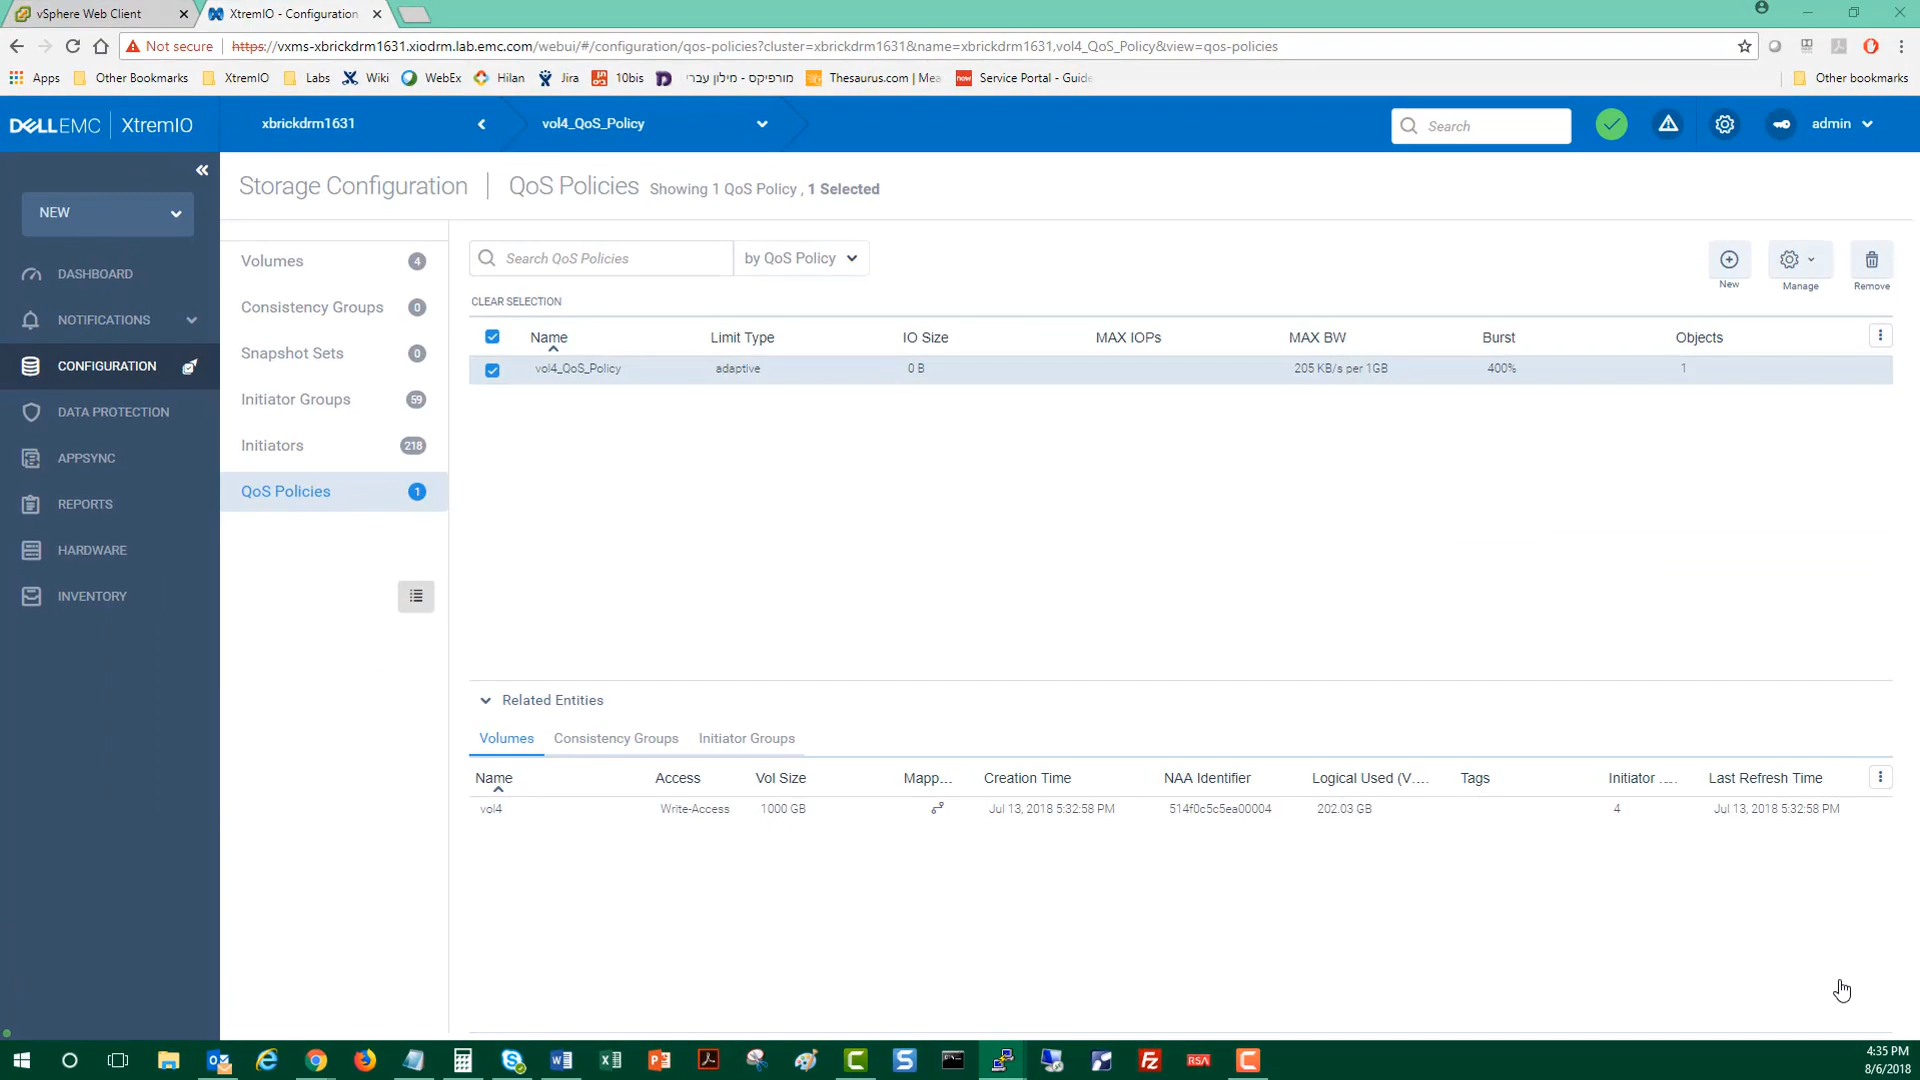 vSphere Web Client
XtremIO - Configuration
Not secure https://vxms-xbrickdrm1631.xiodrm.lab.emc.com/webui/#/configuration/qos-policies?cluster=xbrickdrm1631&name=xbrickdrm1631.vol4_QoS_Policy&view=qos-policies
Apps Other Bookmarks XtremIO Labs Wiki WebEx Hilan Jira 10bis מורפיקס - מילון עברי Thesaurus.com | Mea Service Portal - Guide Other bookmarks
DELL EMC XtremIO xbrickdrm1631 vol4_QoS_Policy Search admin
Storage Configuration QoS Policies Showing 1 QoS Policy , 1 Selected
NEW
DASHBOARD
NOTIFICATIONS
CONFIGURATION
DATA PROTECTION
APPSYNC
REPORTS
HARDWARE
INVENTORY
Volumes 4
Consistency Groups 0
Snapshot Sets 0
Initiator Groups 59
Initiators 218
QoS Policies 1
Search QoS Policies by QoS Policy
New Manage Remove
CLEAR SELECTION
Name Limit Type IO Size MAX IOPs MAX BW Burst Objects
vol4_QoS_Policy adaptive 0 B 205 KB/s per 1GB 400% 1
Related Entities
Volumes Consistency Groups Initiator Groups
Name Access Vol Size Mapp... Creation Time NAA Identifier Logical Used (V.... Tags Initiator .... Last Refresh Time
vol4 Write-Access 1000 GB Jul 13, 2018 5:32:58 PM 514f0c5c5ea00004 202.03 GB 4 Jul 13, 2018 5:32:58 PM
4:35 PM
8/6/2018